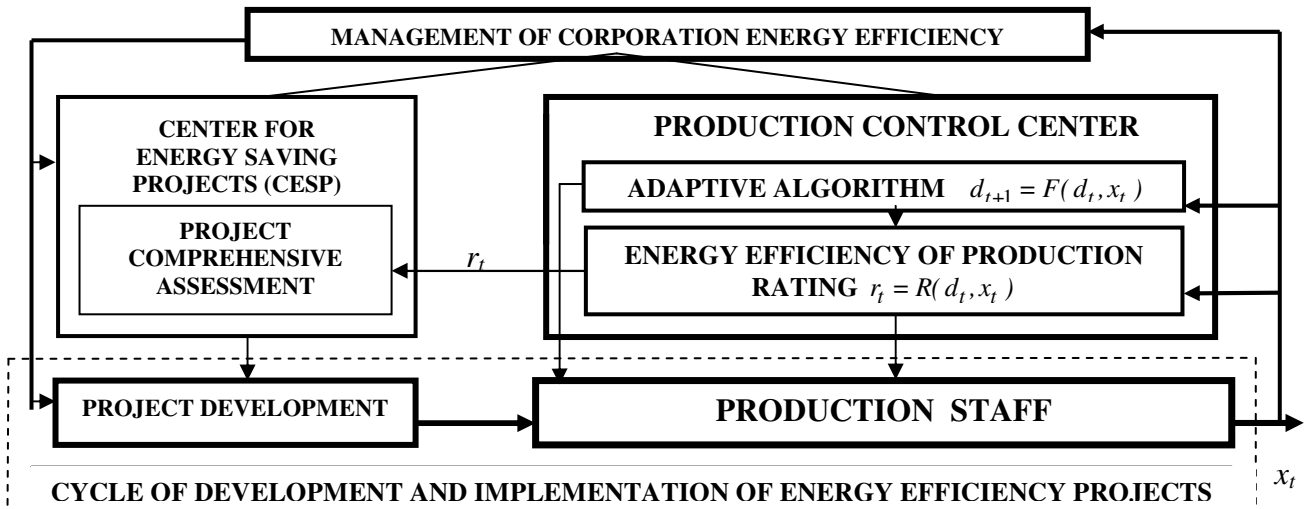 MANAGEMENT OF CORPORATION ENERGY EFFICIENCY
CENTER FOR
ENERGY SAVING
PROJECTS (CESP)
PROJECT
COMPREHENSIVE
ASSESSMENT
r_t
PRODUCTION CONTROL CENTER
ADAPTIVE ALGORITHM d_{t+1} = F( d_t , x_t )
ENERGY EFFICIENCY OF PRODUCTION
RATING r_t = R( d_t , x_t )
PROJECT DEVELOPMENT
PRODUCTION STAFF
x_t
CYCLE OF DEVELOPMENT AND IMPLEMENTATION OF ENERGY EFFICIENCY PROJECTS